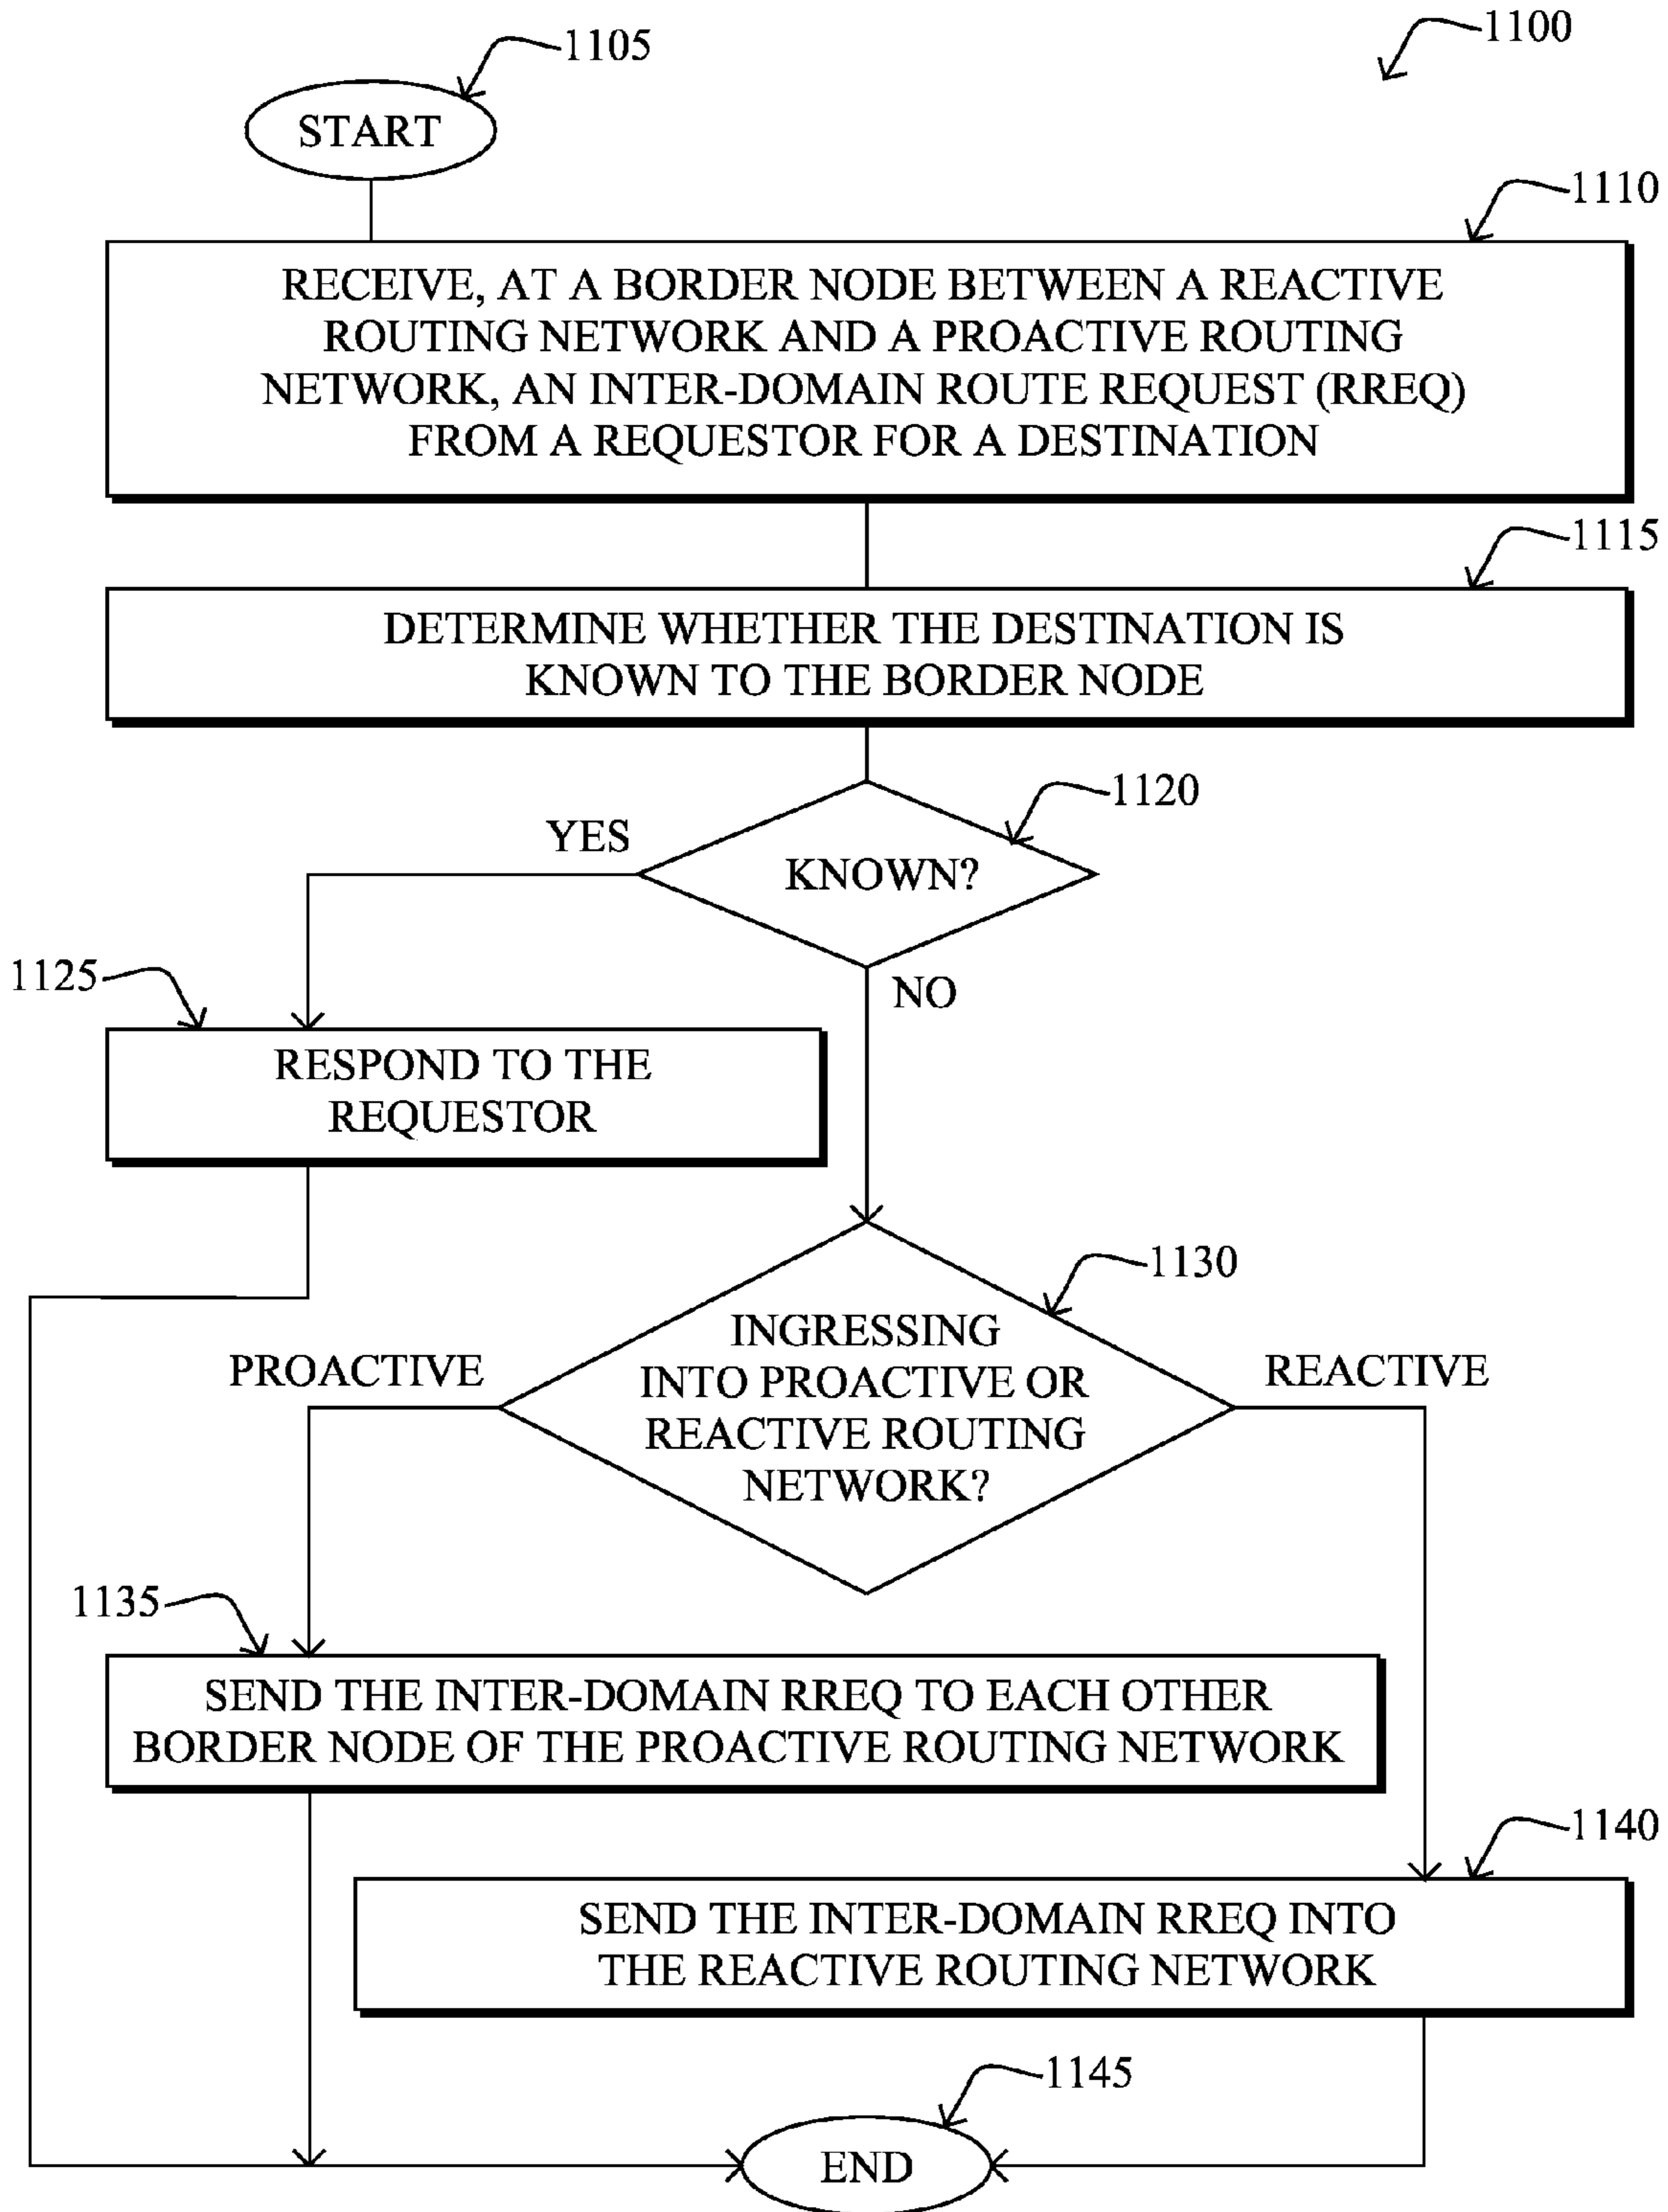 1100
1105
START
1110
RECEIVE, AT A BORDER NODE BETWEEN A REACTIVE
ROUTING NETWORK AND A PROACTIVE ROUTING
NETWORK, AN INTER-DOMAIN ROUTE REQUEST (RREQ)
FROM A REQUESTOR FOR A DESTINATION
1115
DETERMINE WHETHER THE DESTINATION IS
KNOWN TO THE BORDER NODE
1120
YES
KNOWN?
NO
1125
RESPOND TO THE
REQUESTOR
1130
INGRESSING
INTO PROACTIVE OR
REACTIVE ROUTING
NETWORK?
PROACTIVE
REACTIVE
1135
SEND THE INTER-DOMAIN RREQ TO EACH OTHER
BORDER NODE OF THE PROACTIVE ROUTING NETWORK
1140
SEND THE INTER-DOMAIN RREQ INTO
THE REACTIVE ROUTING NETWORK
1145
END